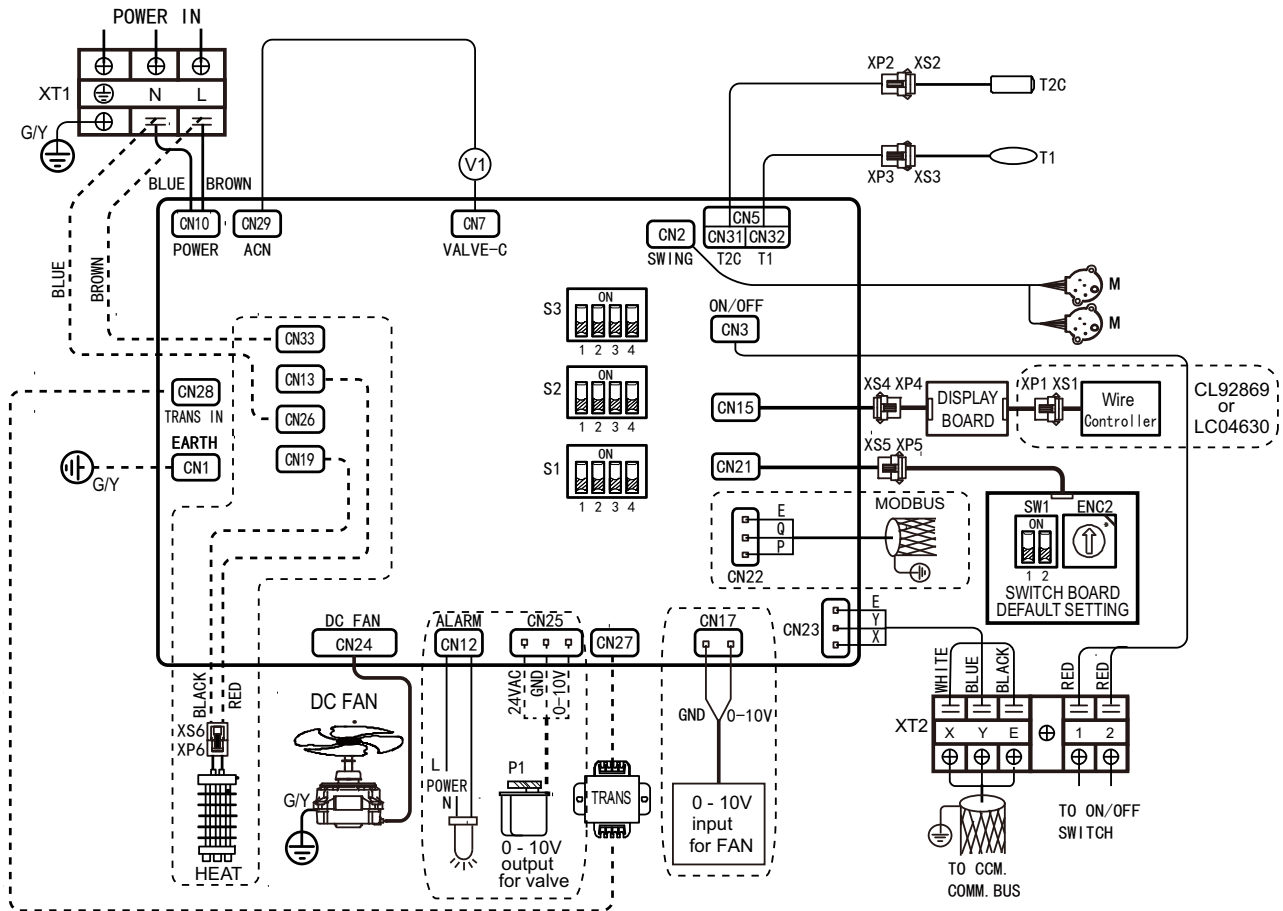 POWER IN
XT1
N
L
G/Y
BLUE
BROWN
V1
XP2 XS2
T2C
XP3 XS3
T1
CN10
POWER
CN29
ACN
CN7
VALVE-C
CN2
SWING
CN5
CN31
CN32
T2C
T1
M
M
BLUE
BROWN
S3
ON
1 2 3 4
S2
ON
1 2 3 4
S1
ON
1 2 3 4
ON/OFF
CN3
CN33
CN13
CN26
CN19
CN28
TRANS IN
EARTH
CN1
G/Y
CN15
XS4 XP4
DISPLAY
BOARD
XP1 XS1
Wire
Controller
CL92869
or
LC04630
CN21
XS5 XP5
MODBUS
E
Q
P
CN22
SW1
ON
1 2
ENC2
SWITCH BOARD
DEFAULT SETTING
CN23
E
Y
X
DC FAN
CN24
ALARM
CN12
CN25
CN27
CN17
24VAC
GND
0-10V
GND
0-10V
BLACK
RED
XS6
XP6
HEAT
DC FAN
G/Y
L
POWER
N
P1
0 - 10V
output
for valve
TRANS
0 - 10V
input
for FAN
WHITE
BLUE
BLACK
RED
RED
XT2
X
Y
E
1
2
TO CCM.
COMM. BUS
TO ON/OFF
SWITCH